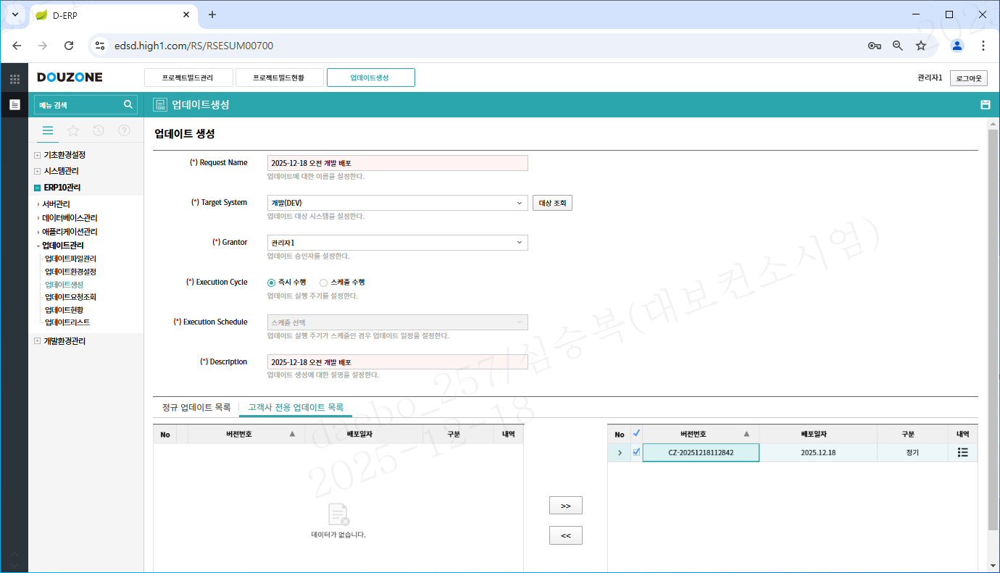 D-ERP
edsd.high1.com/RS/RSESUM00700
DOUZONE
프로젝트빌드관리
프로젝트빌드현황
업데이트생성
관리자1
로그아웃
메뉴 검색
업데이트생성
기초환경설정
시스템관리
ERP10관리
서버관리
데이터베이스관리
애플리케이션관리
업데이트관리
업데이트파일관리
업데이트환경설정
업데이트생성
업데이트요청조회
업데이트현황
업데이트리스트
개발환경관리
업데이트 생성
(*) Request Name
2025-12-18 오전 개발 배포
업데이트에 대한 이름을 설정한다.
(*) Target System
개발(DEV)
대상 조회
업데이트 대상 시스템을 설정한다.
(*) Grantor
관리자1
업데이트 승인자를 설정한다.
(*) Execution Cycle
즉시 수행
스케줄 수행
업데이트 실행 주기를 설정한다.
(*) Execution Schedule
스케줄 선택
업데이트 실행 주기가 스케줄인 경우 업데이트 일정을 설정한다.
(*) Description
2025-12-18 오전 개발 배포
업데이트 생성에 대한 설명을 설정한다.
정규 업데이트 목록
고객사 전용 업데이트 목록
No 버전번호 ▲ 배포일자 구분 내역
데이터가 없습니다.
>>
<<
No 버전번호 ▲ 배포일자 구분 내역
CZ-20251218112842 2025.12.18 정기
daebo_257/심승복(대보컨소시엄)
2025-12-18